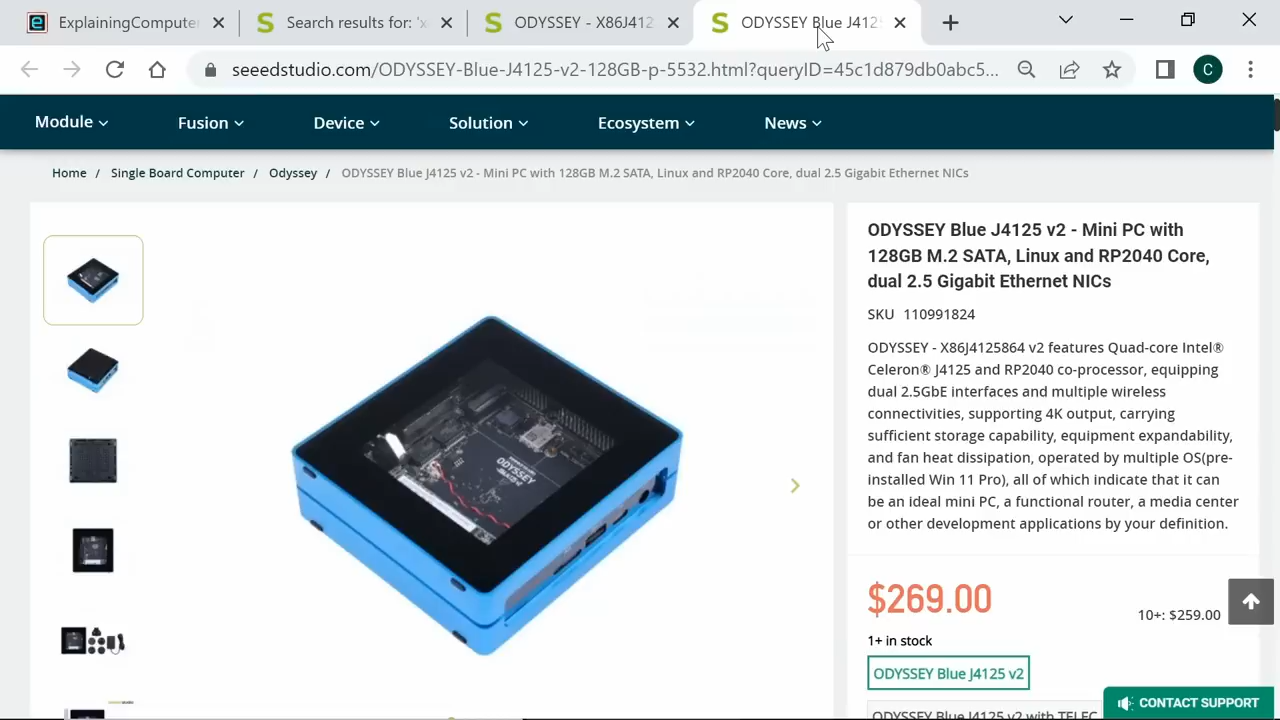 ExplainingCompute
Search results for: 'x
ODYSSEY - X86J412
ODYSSEY Blue J412
seeedstudio.com/ODYSSEY-Blue-J4125-v2-128GB-p-5532.html?queryID=45c1d879db0abc5...
C
Module
Fusion
Device
Solution
Ecosystem
News
Home / Single Board Computer / Odyssey / ODYSSEY Blue J4125 v2 - Mini PC with 128GB M.2 SATA, Linux and RP2040 Core, dual 2.5 Gigabit Ethernet NICs
ODYSSEY
ODYSSEY Blue J4125 v2 - Mini PC with
128GB M.2 SATA, Linux and RP2040 Core,
dual 2.5 Gigabit Ethernet NICs
SKU 110991824
ODYSSEY - X86J4125864 v2 features Quad-core Intel®
Celeron® J4125 and RP2040 co-processor, equipping
dual 2.5GbE interfaces and multiple wireless
connectivities, supporting 4K output, carrying
sufficient storage capability, equipment expandability,
and fan heat dissipation, operated by multiple OS(pre-
installed Win 11 Pro), all of which indicate that it can
be an ideal mini PC, a functional router, a media center
or other development applications by your definition.
$269.00
10+: $259.00
1+ in stock
ODYSSEY Blue J4125 v2
ODYSSEY Blue J4125 v2 with TELEC
CONTACT SUPPORT